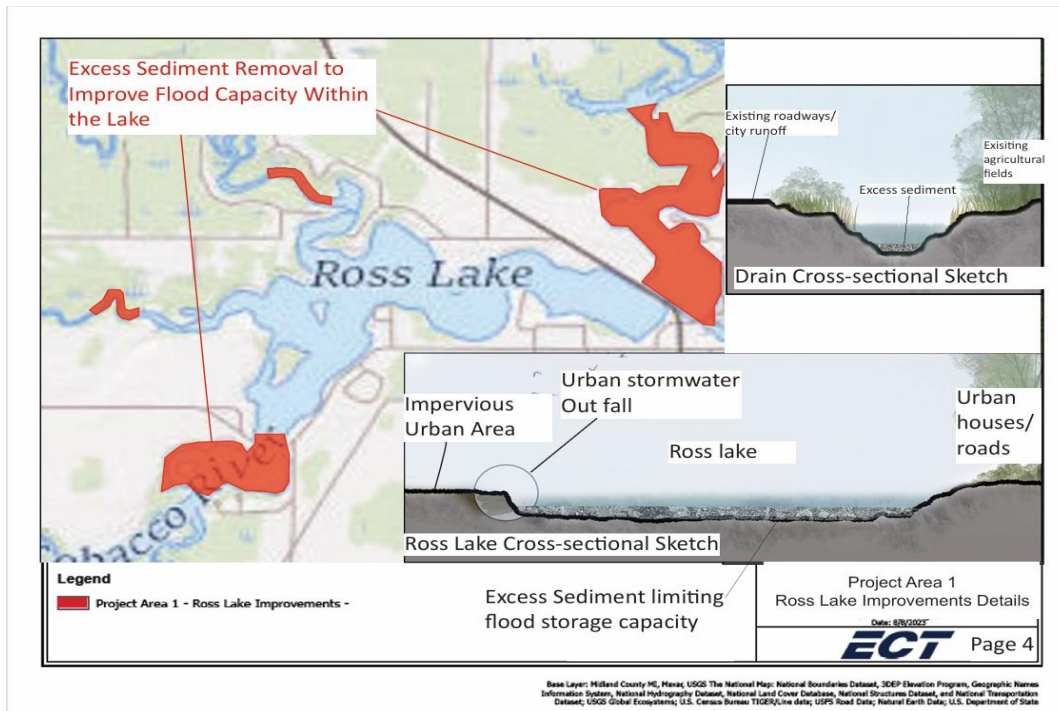 Excess Sediment Removal to
Improve Flood Capacity Within
the Lake
Ross Lake
Tobacco River
Existing roadways/
city runoff
Exisiting
agricultural
fields
Excess sediment
Drain Cross-sectional Sketch
Impervious
Urban Area
Urban stormwater
Out fall
Ross lake
Urban
houses/
roads
Ross Lake Cross-sectional Sketch
Excess Sediment limiting
flood storage capacity
Legend
Project Area 1 - Ross Lake Improvements -
Project Area 1
Ross Lake Improvements Details
Date: 8/8/2023
ECT
Page 4
Base Layer: Midland County MI, Maxar, USGS The National Map: National Boundaries Dataset, 3DEP Elevation Program, Geographic Names
Information System, National Hydrography Dataset, National Land Cover Database, National Structures Dataset, and National Transportation
Dataset; USGS Global Ecosystems; U.S. Census Bureau TIGER/Line data; USFS Road Data; Natural Earth Data; U.S. Department of State